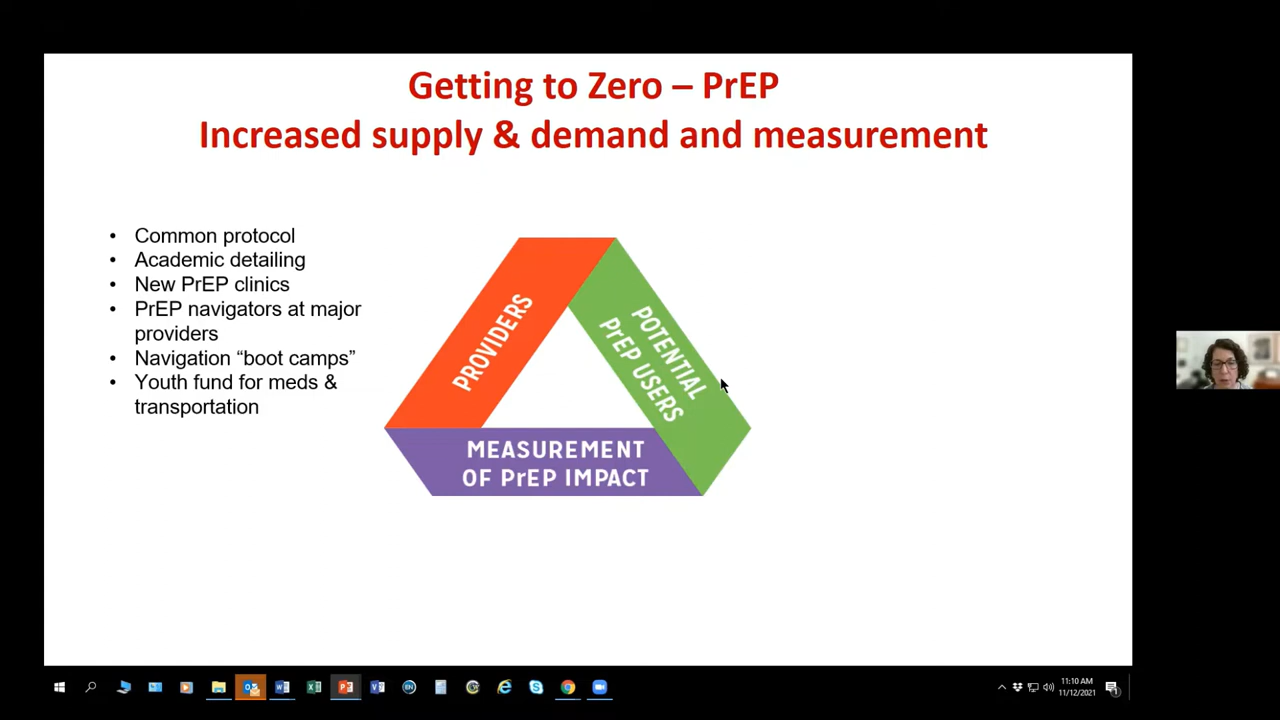 Getting to Zero – PrEP
Increased supply & demand and measurement
• Common protocol
• Academic detailing
• New PrEP clinics
• PrEP navigators at major
providers
• Navigation “boot camps”
• Youth fund for meds &
transportation
PROVIDERS
POTENTIAL
PrEP USERS
MEASUREMENT
OF PrEP IMPACT
11:10 AM
11/12/2021